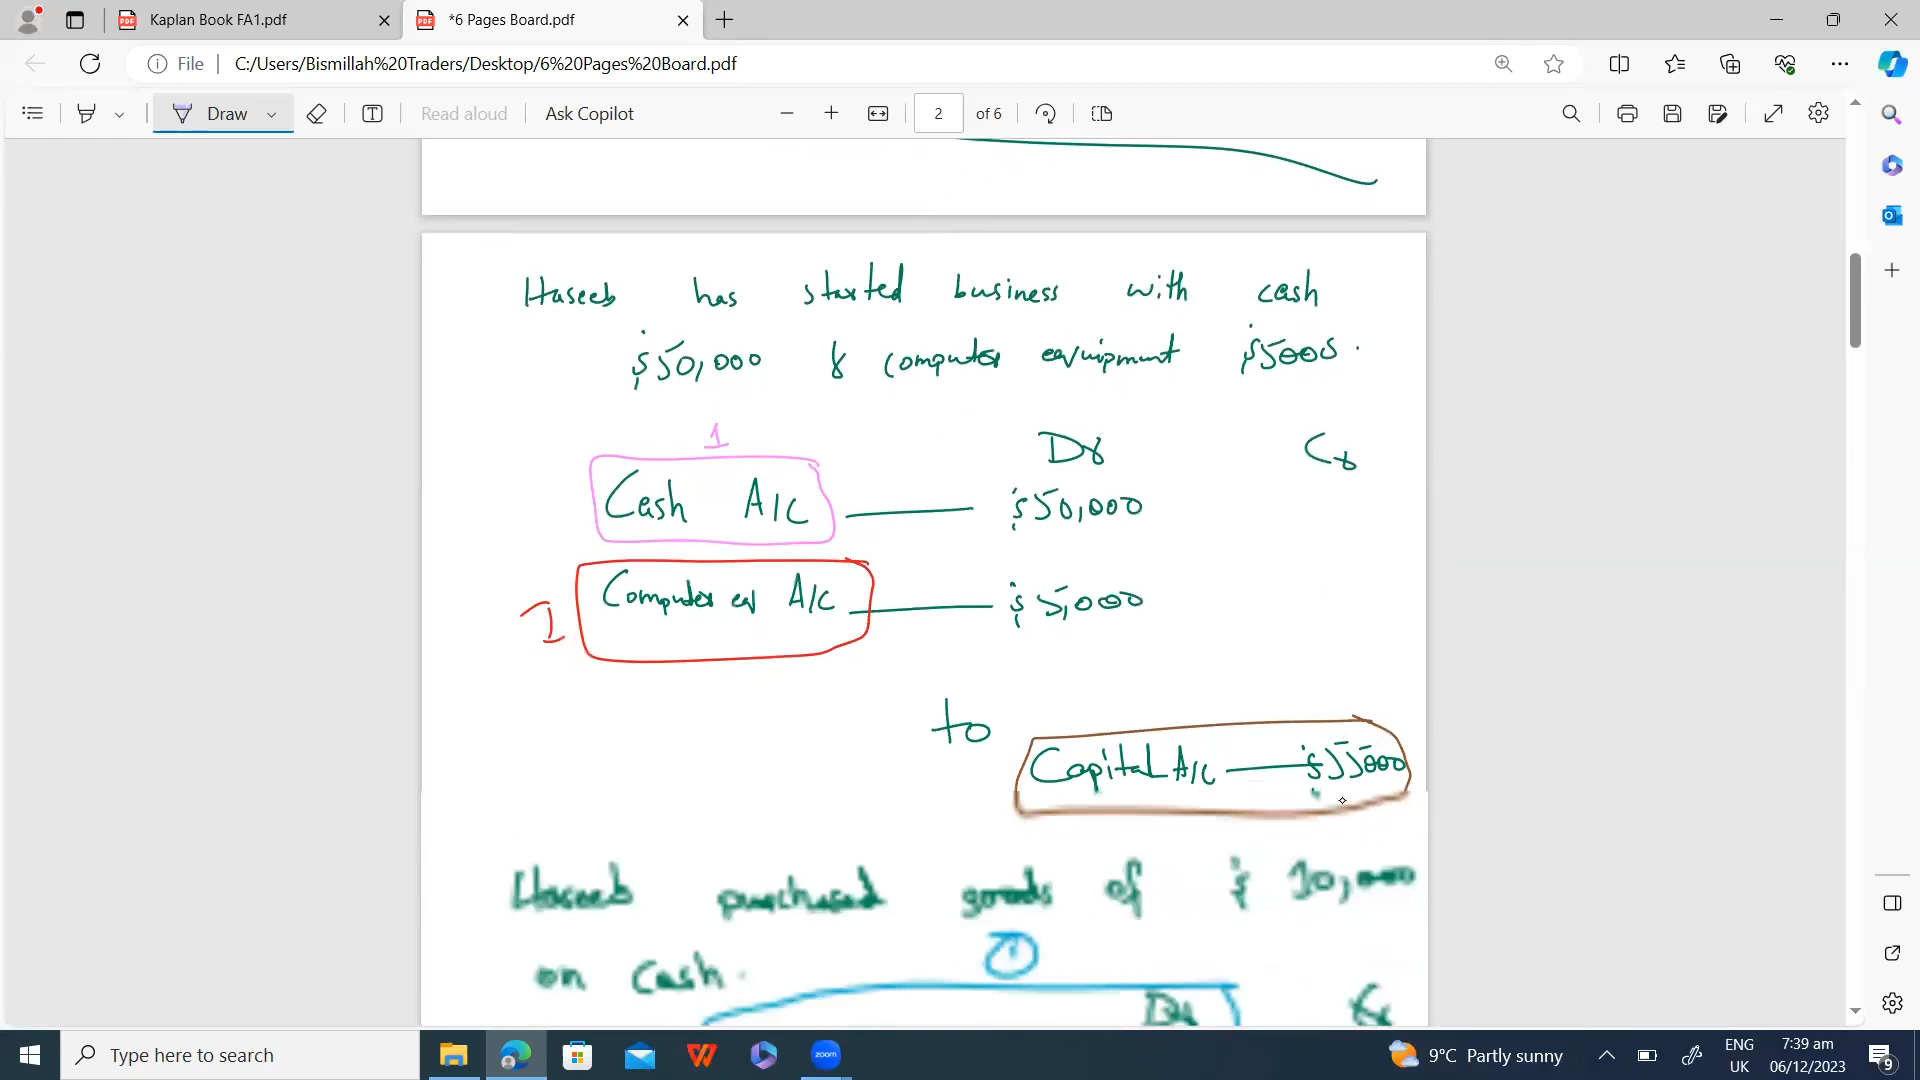 Kaplan Book FA1.pdf
*6 Pages Board.pdf
File C:/Users/Bismillah%20Traders/Desktop/6%20Pages%20Board.pdf
Draw Read aloud Ask Copilot 2 of 6
Haseeb has started business with cash
$50,000 & computer equipment $5000.
Dr Cr
1
Cash A/c $50,000
1 Computer eq A/c $5,000
to
Capital A/c $55000
Haseeb purchased goods of $ 10,000
on Cash.
1
Dr Cr
Type here to search
zoom
9°C Partly sunny
ENG
UK
7:39 am
06/12/2023
9